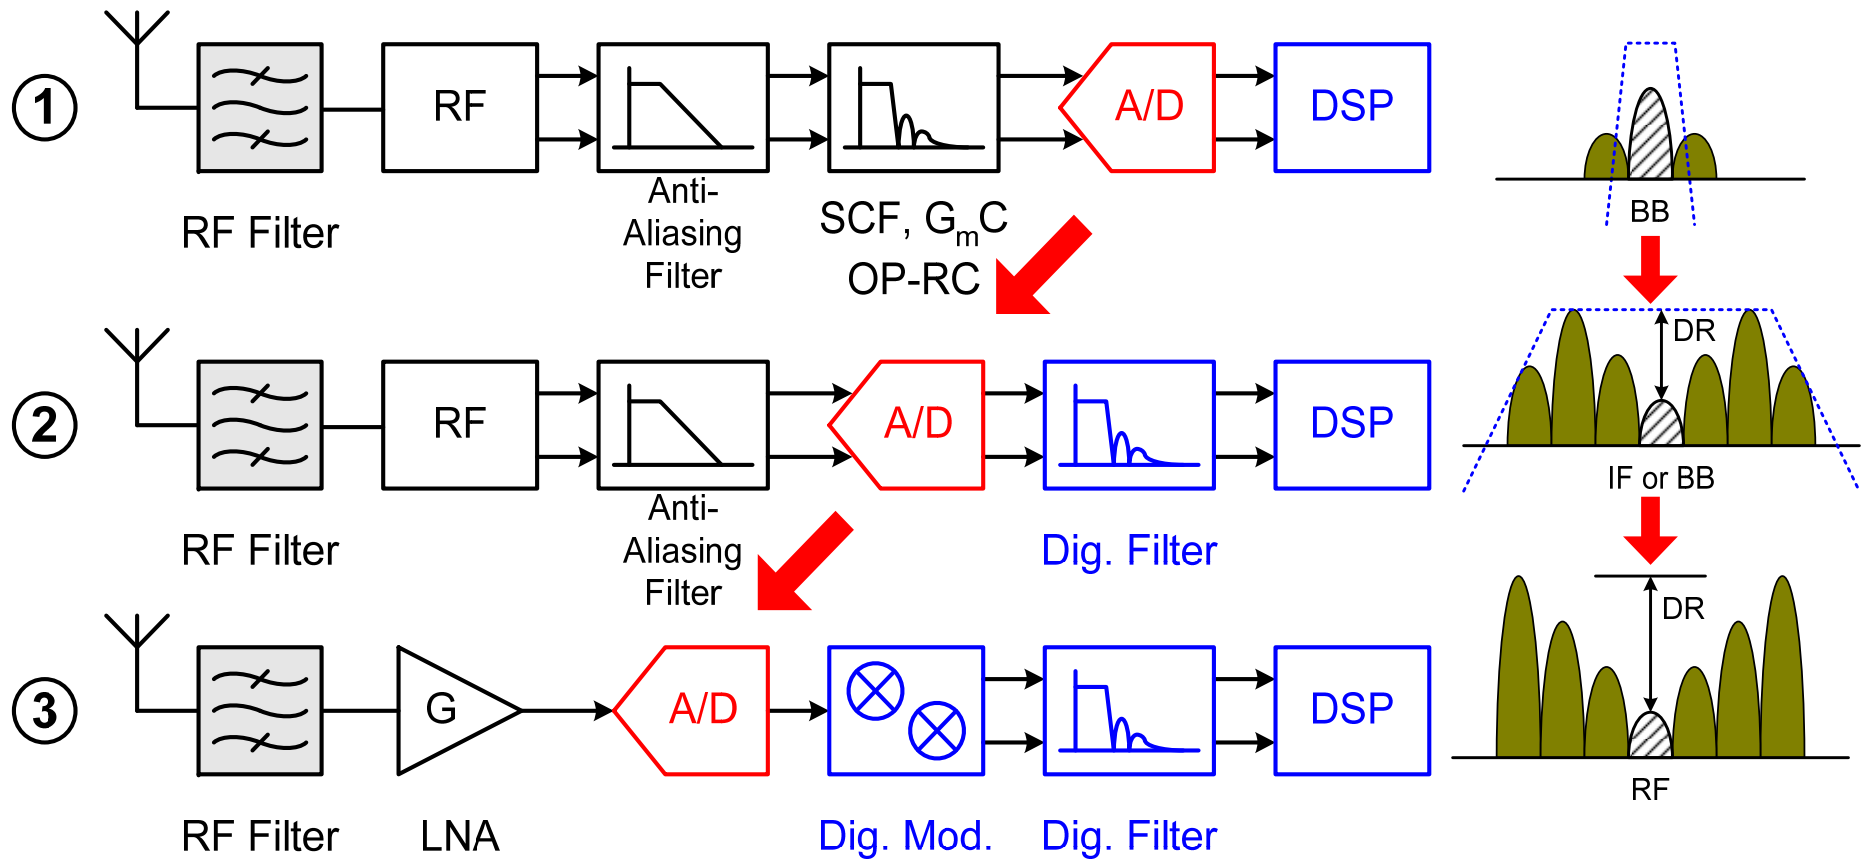 1
RF
A/D
DSP
RF Filter
Anti-
Aliasing
Filter
SCF, GmC
OP-RC
BB
2
RF
A/D
DSP
DR
IF or BB
RF Filter
Anti-
Aliasing
Filter
Dig. Filter
3
G
A/D
DSP
DR
RF
RF Filter
LNA
Dig. Mod.
Dig. Filter